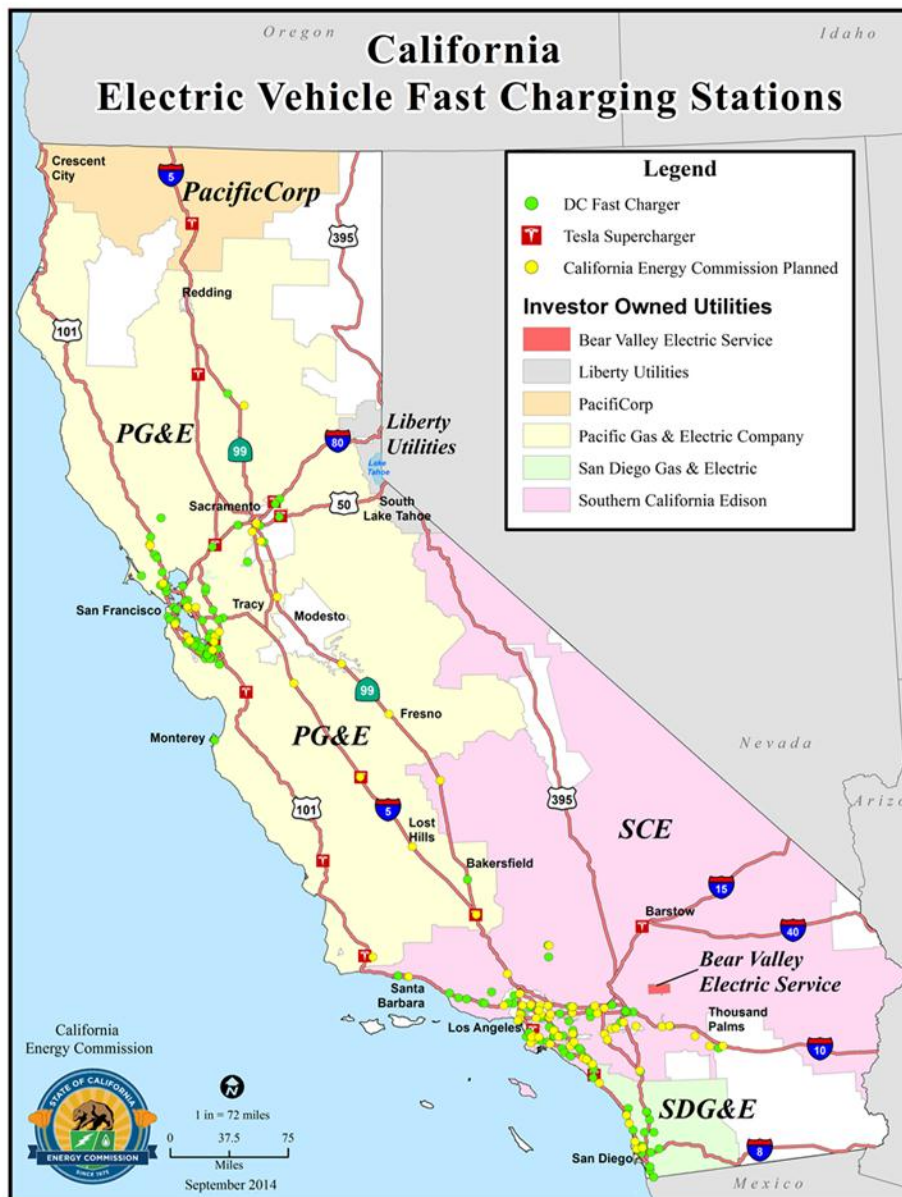 Oregon
Idaho
California
Electric Vehicle Fast Charging Stations
Crescent
City
5
PacificCorp
395
Redding
101
PG&E
99
Liberty
Utilities
80
Lake
Tahoe
Sacramento
50
South
Lake Tahoe
San Francisco
Tracy
Modesto
99
Fresno
Monterey
PG&E
101
5
Lost
Hills
Bakersfield
395
SCE
Nevada
Arizo
15
Barstow
40
Bear Valley
Electric Service
Santa
Barbara
Los Angeles
Thousand
Palms
10
SDG&E
San Diego
8
Mexico
Legend
DC Fast Charger
Tesla Supercharger
California Energy Commission Planned
Investor Owned Utilities
Bear Valley Electric Service
Liberty Utilities
PacifiCorp
Pacific Gas & Electric Company
San Diego Gas & Electric
Southern California Edison
California
Energy Commission
STATE OF CALIFORNIA
ENERGY COMMISSION
SINCE 1975
N
1 in = 72 miles
0 37.5 75
Miles
September 2014